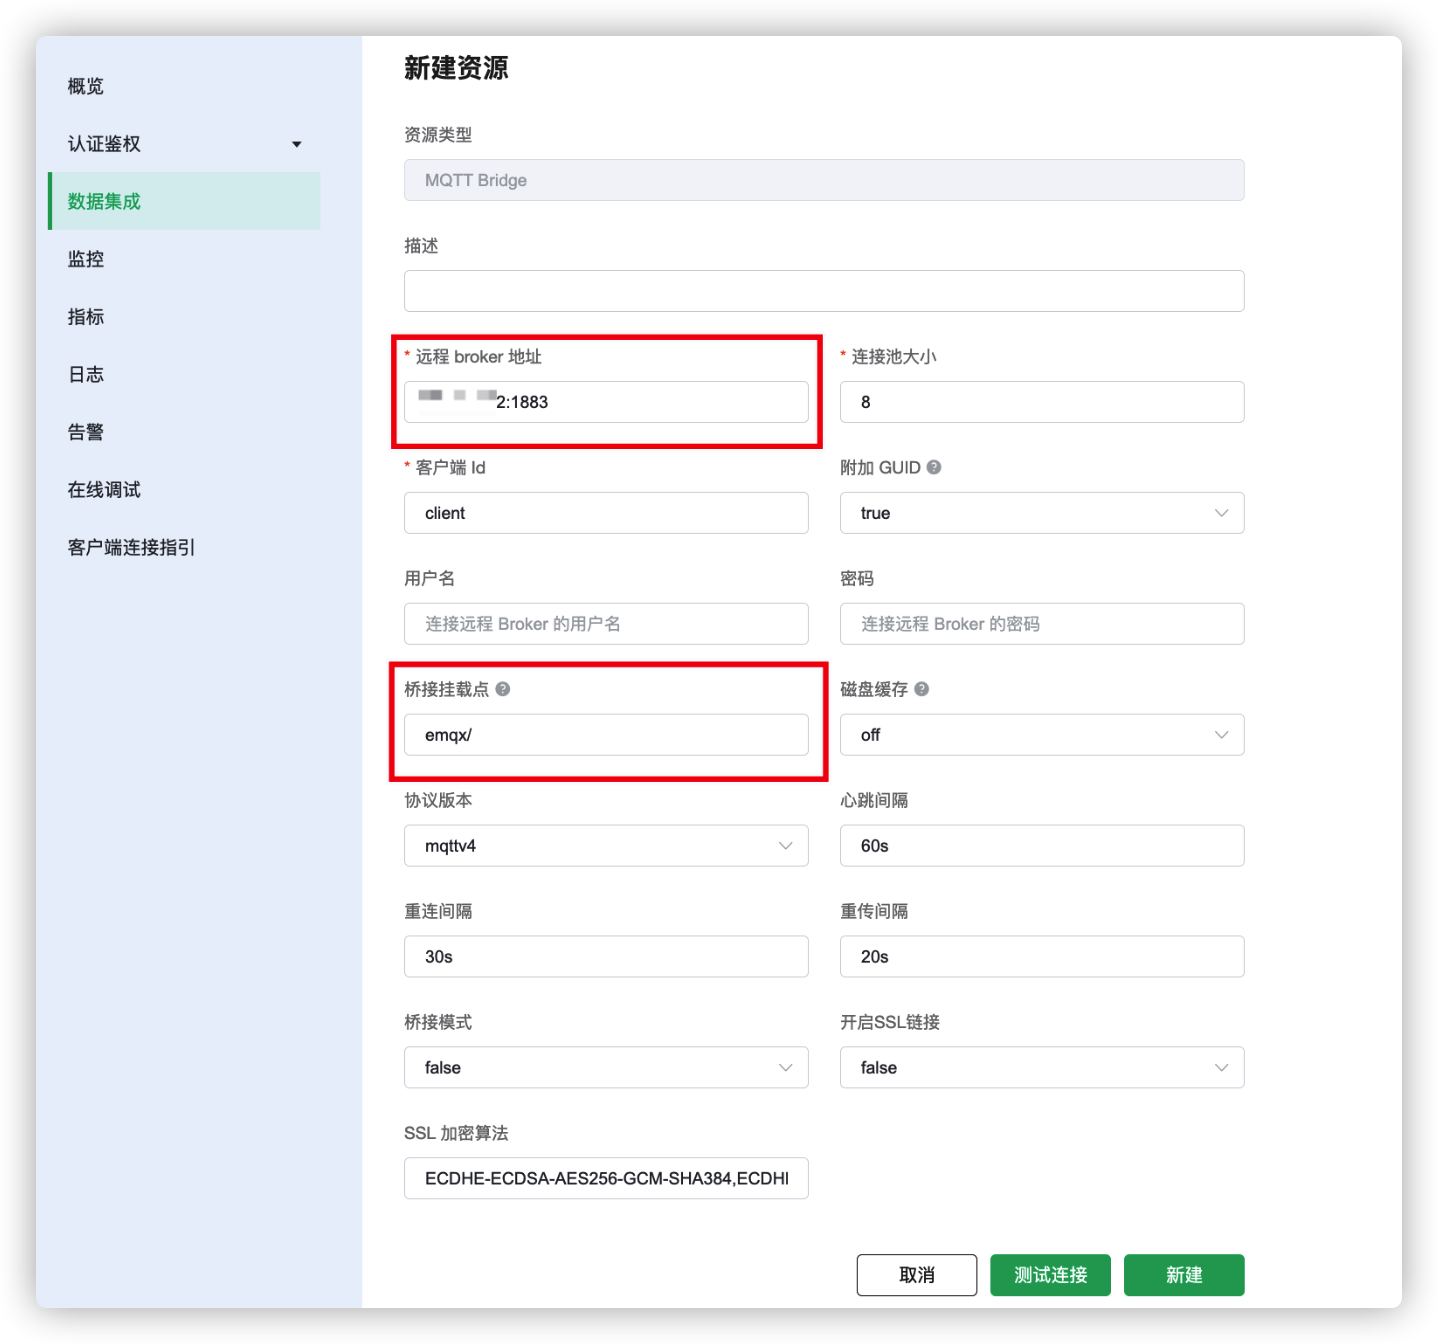 新建资源
概览
认证鉴权
数据集成
监控
指标
日志
告警
在线调试
客户端连接指引
资源类型
MQTT Bridge
描述
* 远程 broker 地址
* 连接池大小
2:1883
8
* 客户端 Id
附加 GUID
client
true
用户名
密码
连接远程 Broker 的用户名
连接远程 Broker 的密码
桥接挂载点
磁盘缓存
emqx/
off
协议版本
心跳间隔
mqttv4
60s
重连间隔
重传间隔
30s
20s
桥接模式
开启SSL链接
false
false
SSL 加密算法
ECDHE-ECDSA-AES256-GCM-SHA384,ECDHI
取消
测试连接
新建